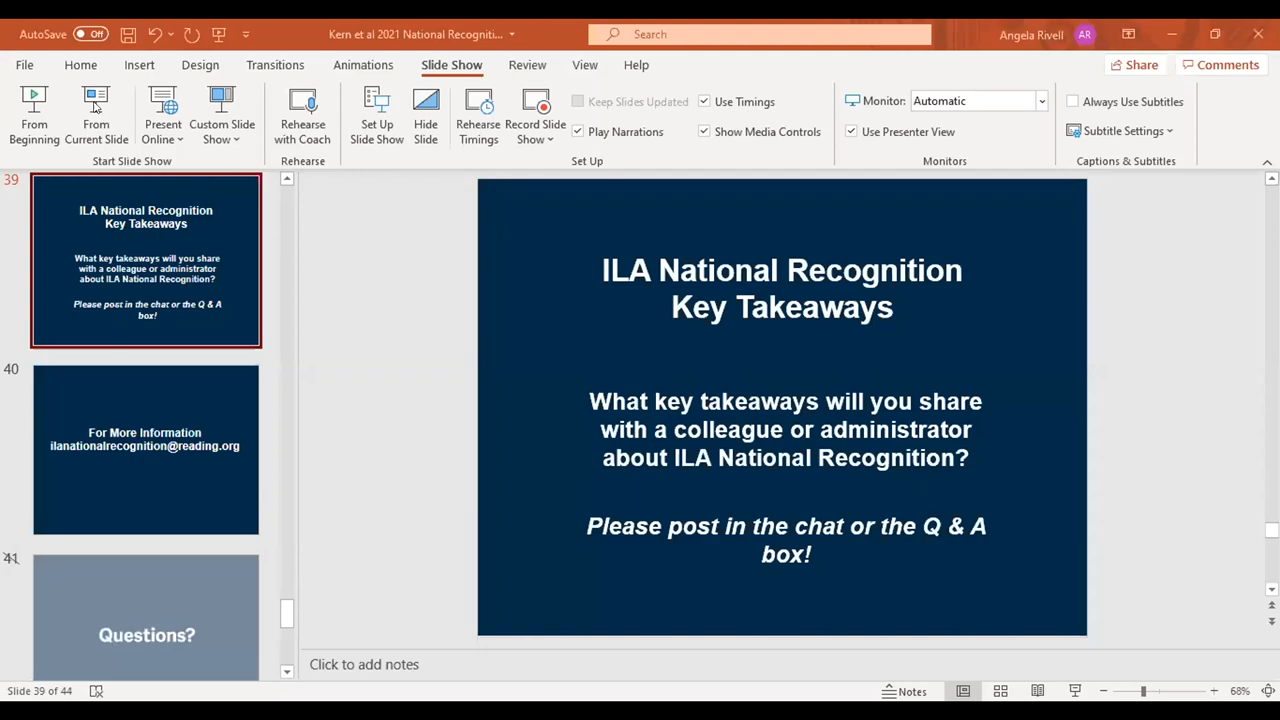 AutoSave Off Kern et al 2021 National Recogniti... Search Angela Rivell AR
File Home Insert Design Transitions Animations Slide Show Review View Help Share Comments
From Beginning
From Current Slide
Present Online
Custom Slide Show
Start Slide Show
Rehearse with Coach
Rehearse
Set Up Slide Show
Hide Slide
Rehearse Timings
Record Slide Show
Keep Slides Updated
Play Narrations
Use Timings
Show Media Controls
Set Up
Monitor: Automatic
Use Presenter View
Monitors
Always Use Subtitles
Subtitle Settings
Captions & Subtitles
39
ILA National Recognition
Key Takeaways
What key takeaways will you share
with a colleague or administrator
about ILA National Recognition?
Please post in the chat or the Q & A
box!
40
For More Information
ilanationalrecognition@reading.org
41
Questions?
ILA National Recognition
Key Takeaways
What key takeaways will you share
with a colleague or administrator
about ILA National Recognition?
Please post in the chat or the Q & A
box!
Click to add notes
Slide 39 of 44 Notes 68%